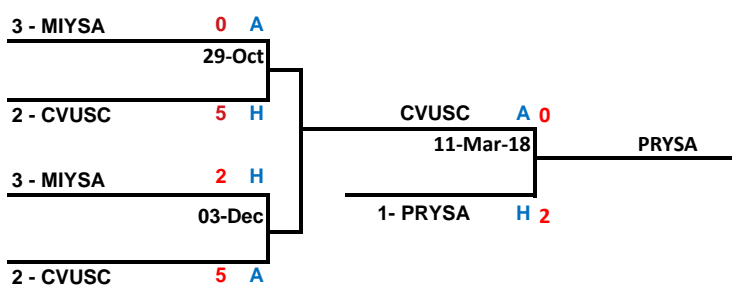 3 - MIYSA 0 A
29-Oct
2 - CVUSC 5 H
CVUSC A 0
11-Mar-18
PRYSA
3 - MIYSA 2 H
1- PRYSA H 2
03-Dec
2 - CVUSC 5 A